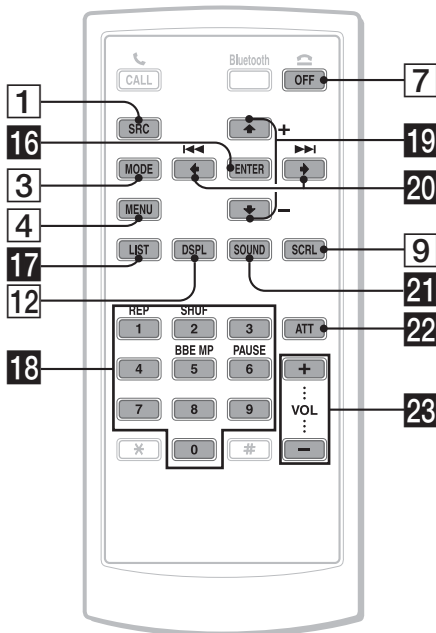 CALL Bluetooth OFF 7
1 SRC + 19
16 ENTER 20
3 MODE
4 MENU −
17 LIST DSPL SOUND SCRL 9
12 21
REP SHUF
1 2 3 ATT 22
BBE MP PAUSE
18 4 5 6 +
VOL 23
7 8 9 −
* 0 #